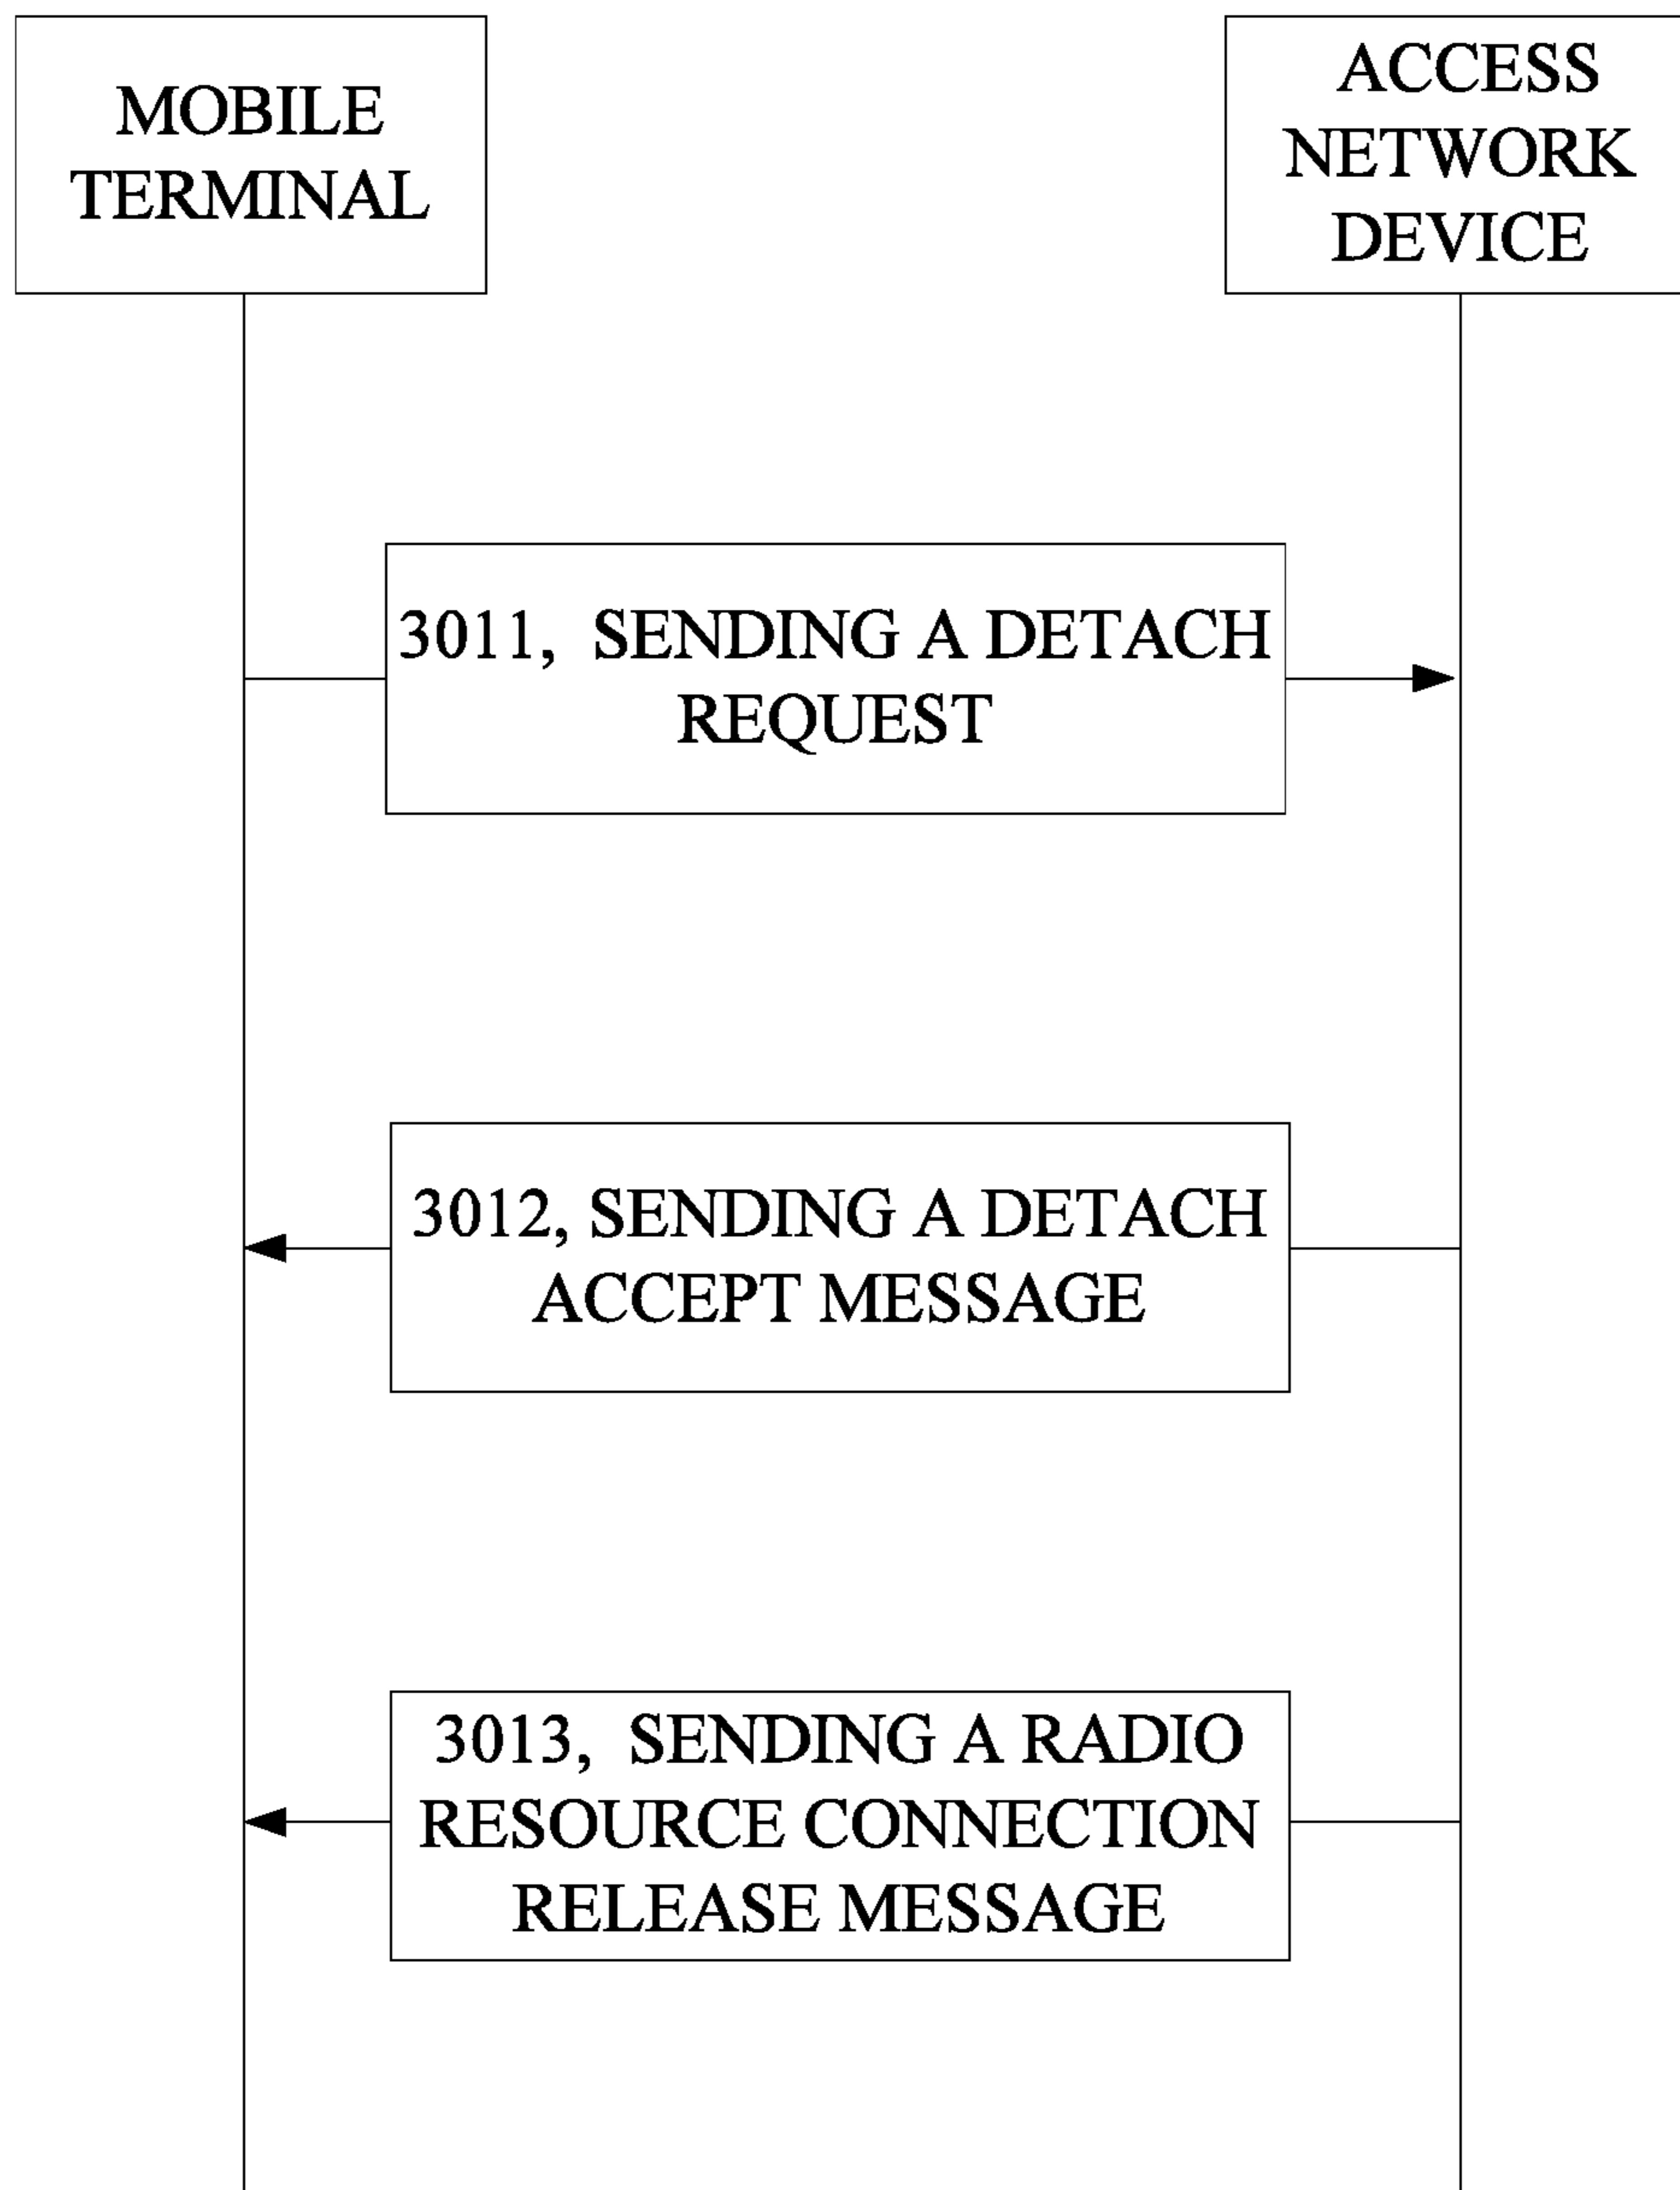 MOBILE
TERMINAL
ACCESS
NETWORK
DEVICE
3011, SENDING A DETACH
REQUEST
3012, SENDING A DETACH
ACCEPT MESSAGE
3013, SENDING A RADIO
RESOURCE CONNECTION
RELEASE MESSAGE